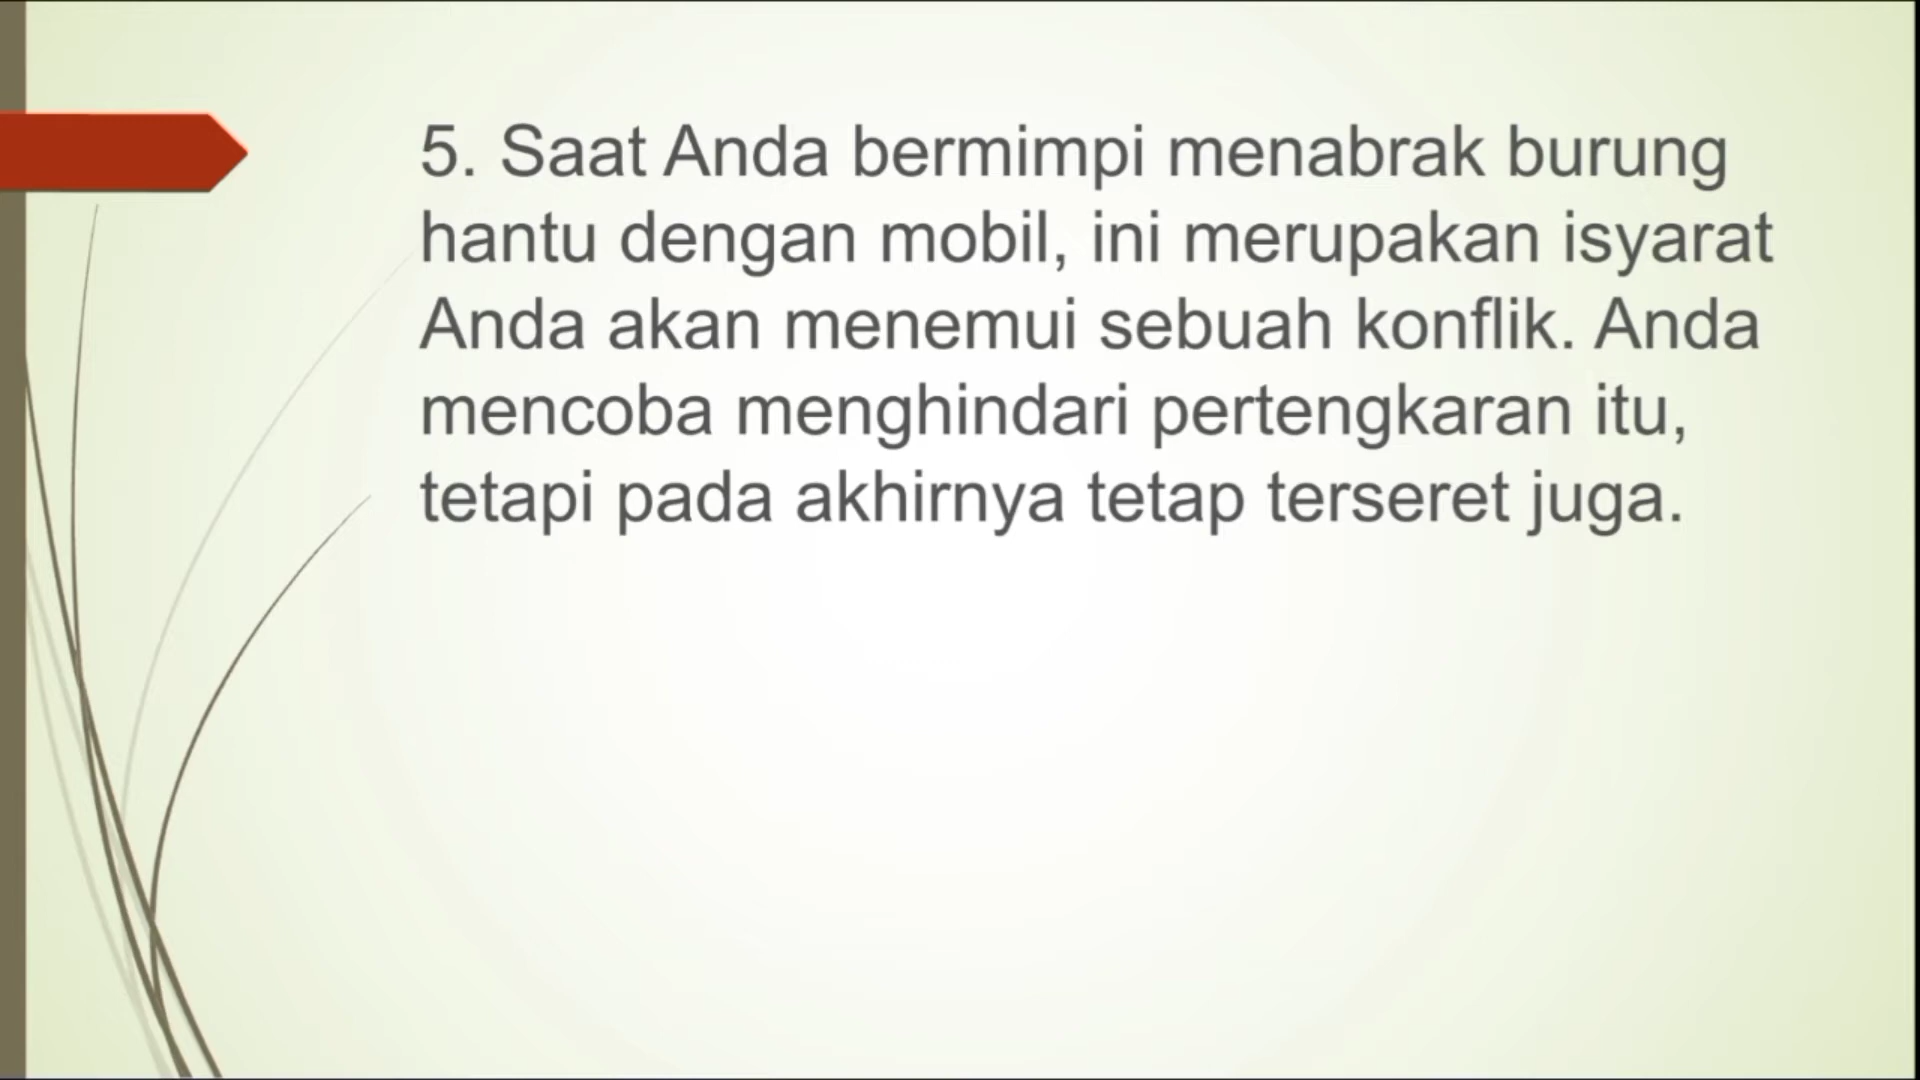 5. Saat Anda bermimpi menabrak burung
hantu dengan mobil, ini merupakan isyarat
Anda akan menemui sebuah konflik. Anda
mencoba menghindari pertengkaran itu,
tetapi pada akhirnya tetap terseret juga.